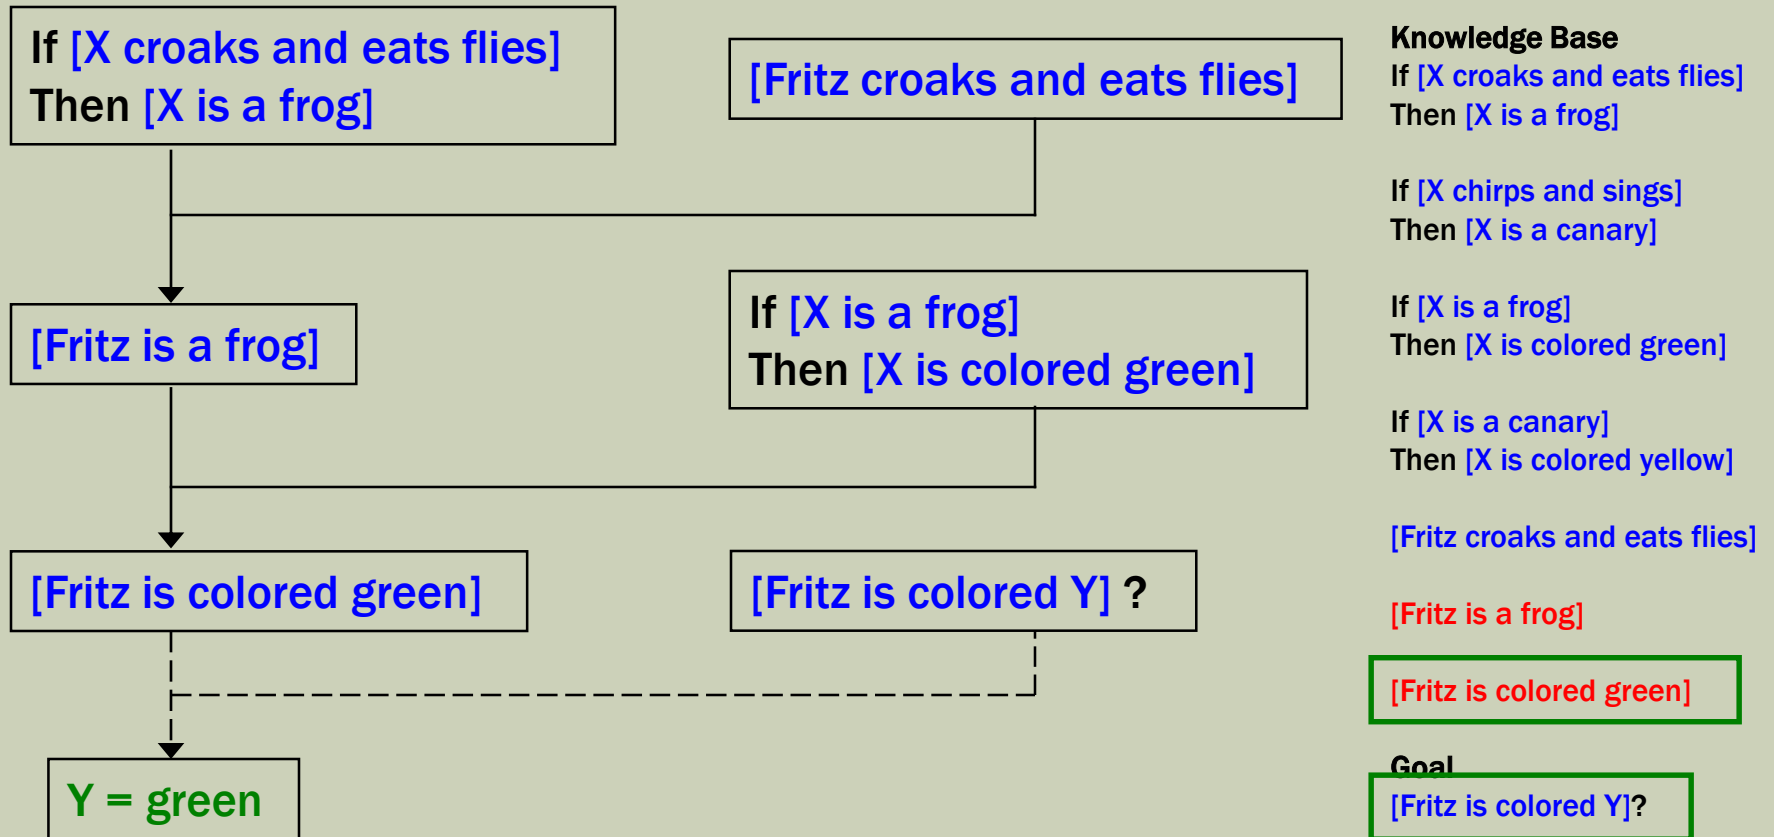 If [X croaks and eats flies]
Then [X is a frog]
[Fritz croaks and eats flies]
[Fritz is a frog]
If [X is a frog]
Then [X is colored green]
[Fritz is colored green]
[Fritz is colored Y] ?
Y = green
Knowledge Base
If [X croaks and eats flies]
Then [X is a frog]
If [X chirps and sings]
Then [X is a canary]
If [X is a frog]
Then [X is colored green]
If [X is a canary]
Then [X is colored yellow]
[Fritz croaks and eats flies]
[Fritz is a frog]
[Fritz is colored green]
Goal
[Fritz is colored Y]?